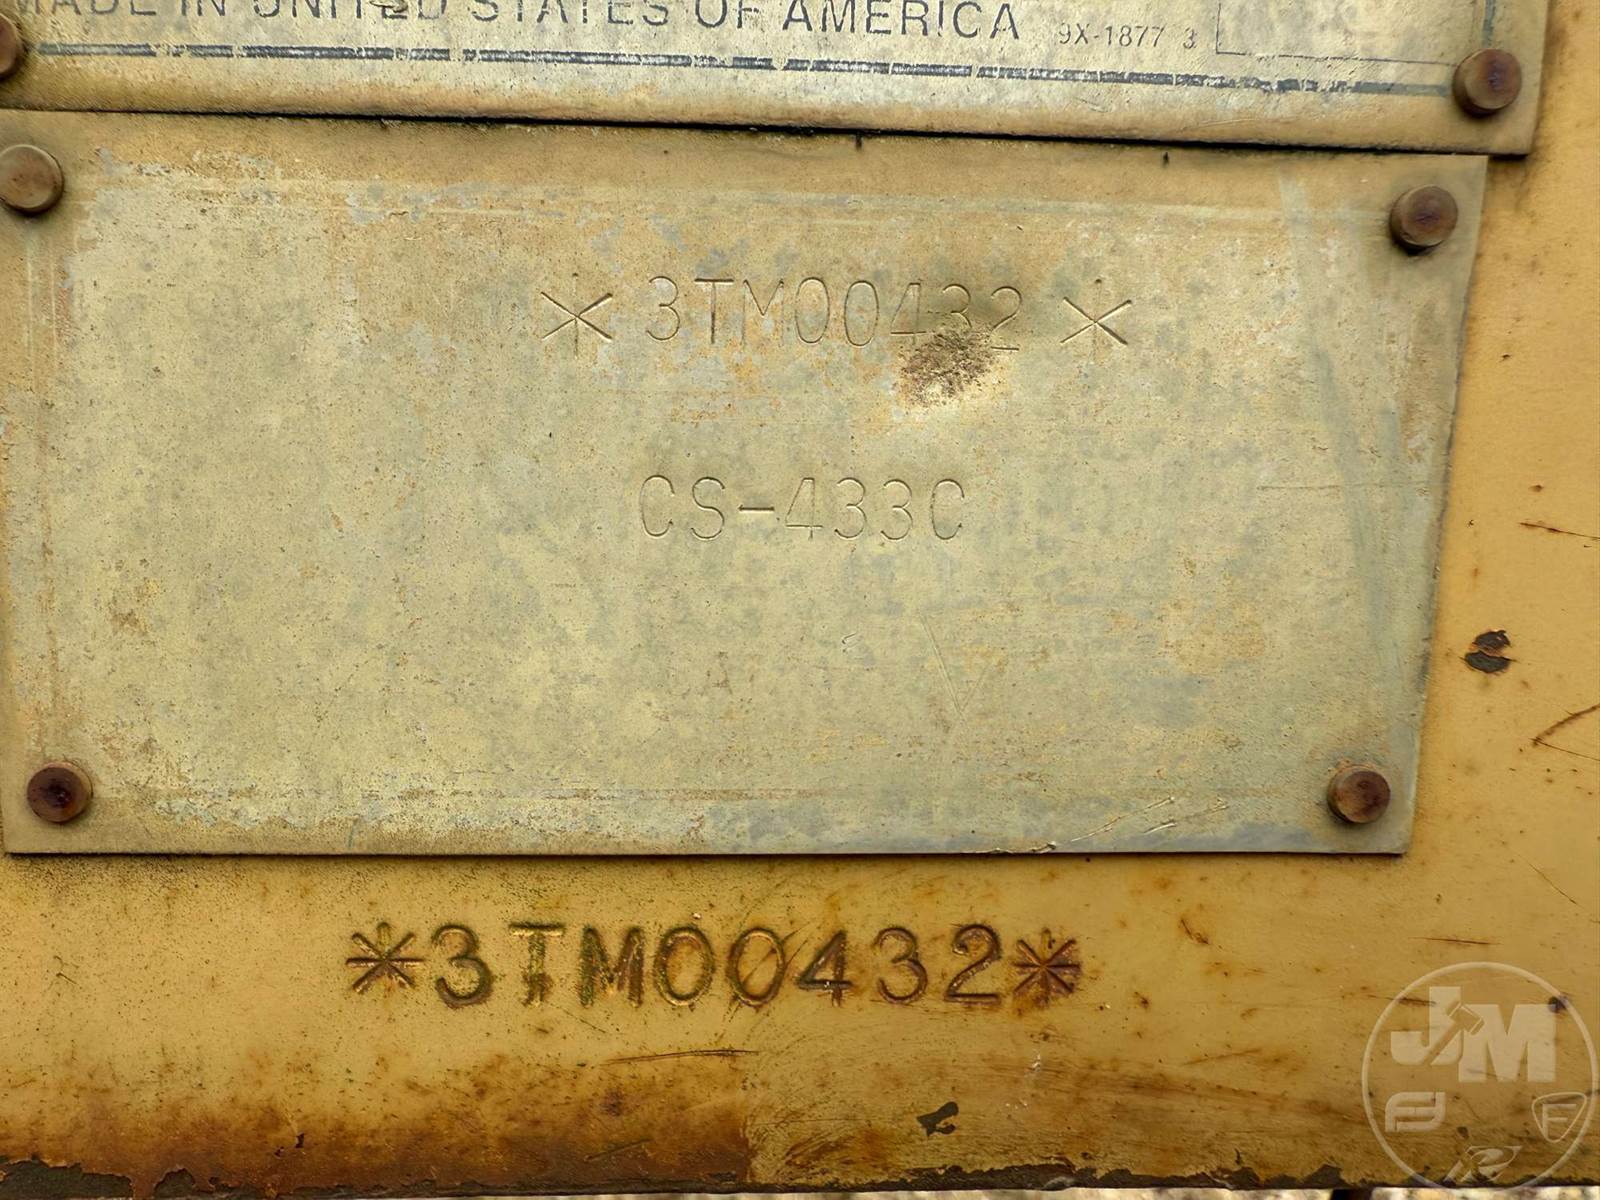 MADE IN UNITED STATES OF AMERICA 9X-1877 3
*3TM00432*
CS-433C
*3TM00432*
JM